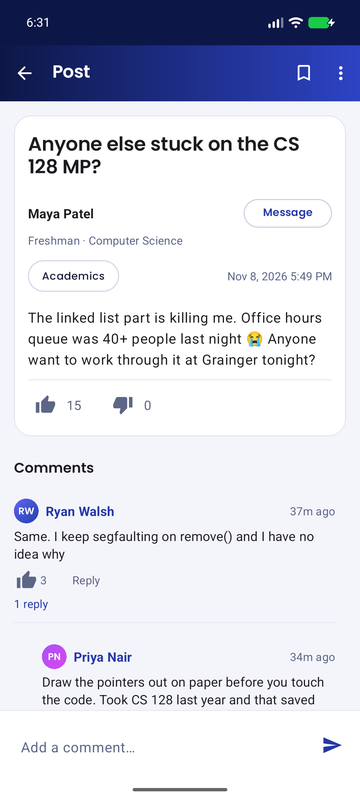 6:31
Post
Anyone else stuck on the CS
128 MP?
Maya Patel
Message
Freshman · Computer Science
Academics
Nov 8, 2026 5:49 PM
The linked list part is killing me. Office hours
queue was 40+ people last night 😭 Anyone
want to work through it at Grainger tonight?
15
0
Comments
RW
Ryan Walsh
37m ago
Same. I keep segfaulting on remove() and I have no
idea why
3
Reply
1 reply
PN
Priya Nair
34m ago
Draw the pointers out on paper before you touch
the code. Took CS 128 last year and that saved
Add a comment…